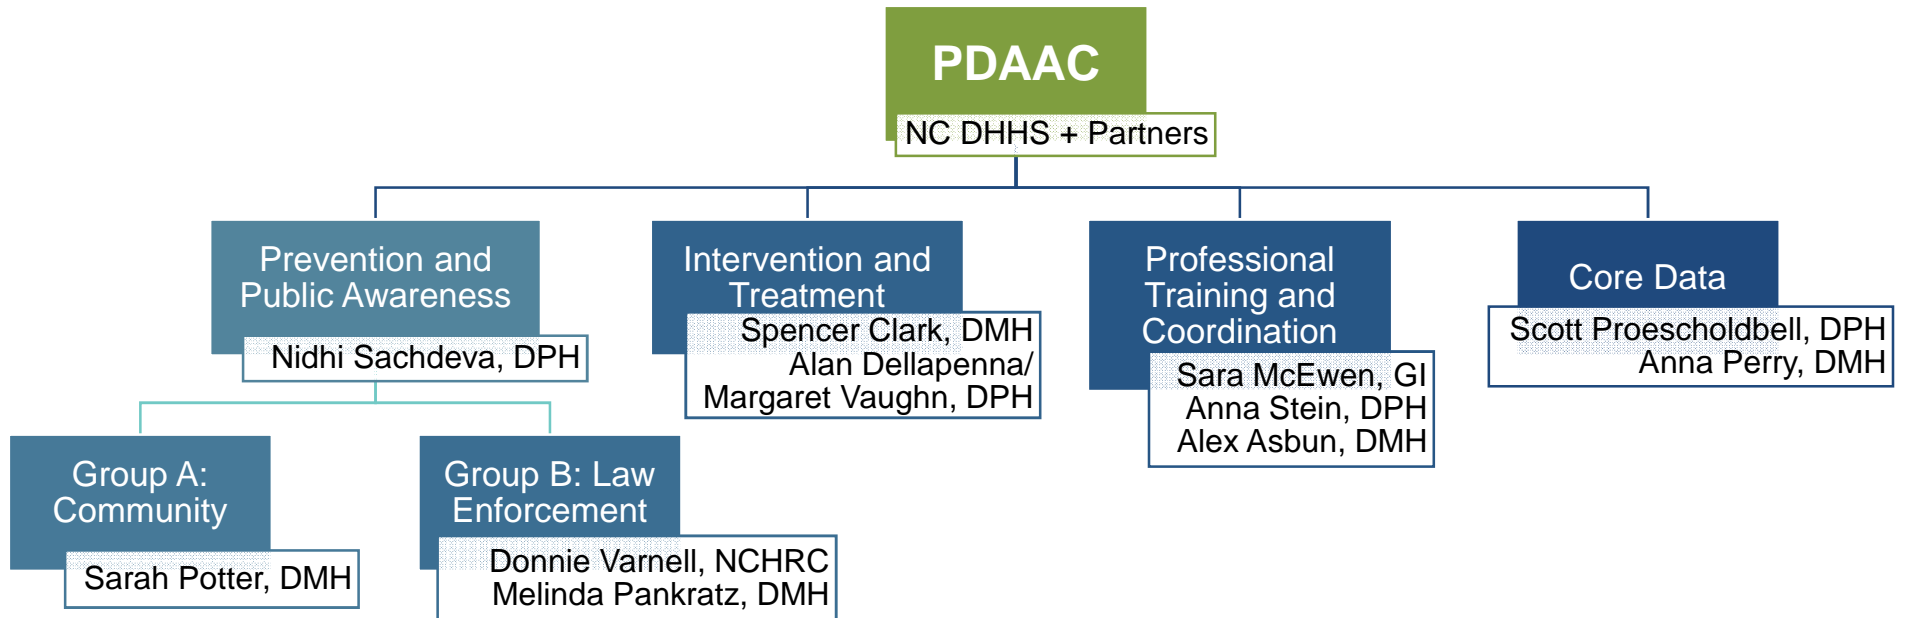 PDAAC
NC DHHS + Partners
Prevention and
Public Awareness
Nidhi Sachdeva, DPH
Intervention and
Treatment
Spencer Clark, DMH
Alan Dellapenna/
Margaret Vaughn, DPH
Professional
Training and
Coordination
Sara McEwen, GI
Anna Stein, DPH
Alex Asbun, DMH
Core Data
Scott Proescholdbell, DPH
Anna Perry, DMH
Group A:
Community
Sarah Potter, DMH
Group B: Law
Enforcement
Donnie Varnell, NCHRC
Melinda Pankratz, DMH